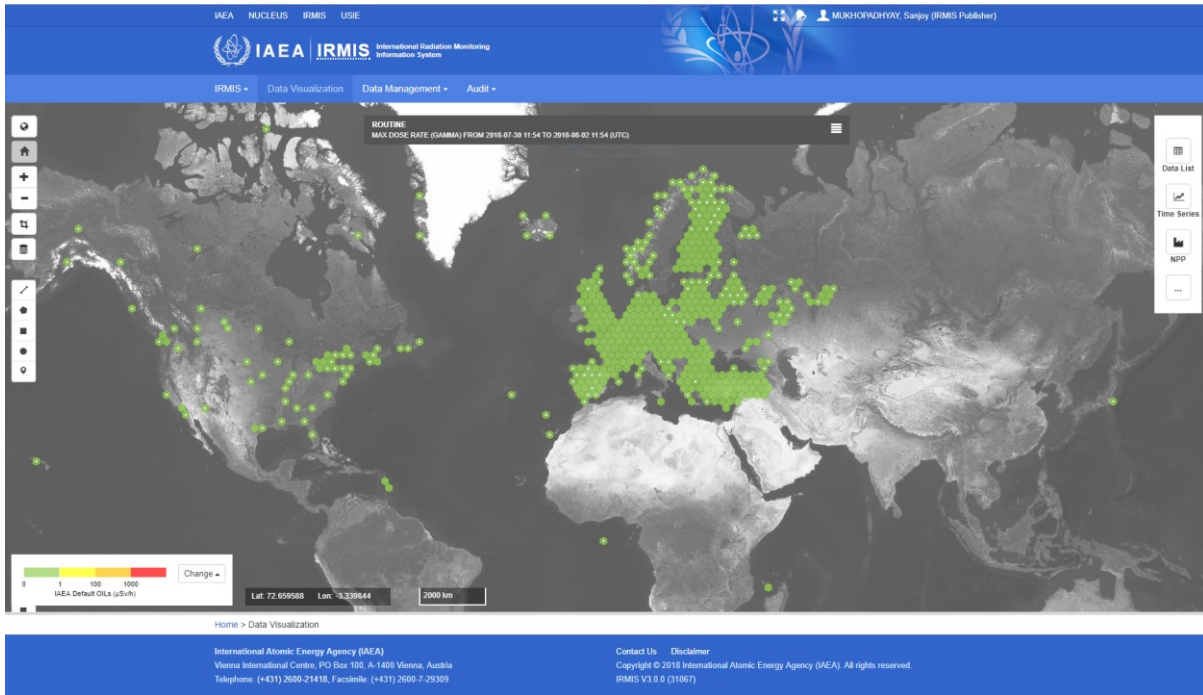 IAEA NUCLEUS IRMIS USIE
MUKHOPADHYAY, Sanjoy (IRMIS Publisher)
IAEA IRMIS International Radiation Monitoring
Information System
IRMIS Data Visualization Data Management Audit
ROUTINE
MAX DOSE RATE (GAMMA) FROM 2018-07-30 11:54 TO 2018-08-02 11:54 (UTC)
Data List
Time Series
NPP
...
Change
0 1 100 1000
IAEA Default OILs (µSv/h)
Lat: 72.659588 Lon: -3.339844
2000 km
Home > Data Visualization
International Atomic Energy Agency (IAEA)
Vienna International Centre, PO Box 100, A-1400 Vienna, Austria
Telephone: (+431) 2600-21418, Facsimile: (+431) 2600-7-29309
Contact Us Disclaimer
Copyright © 2018 International Atomic Energy Agency (IAEA). All rights reserved.
IRMIS V3.0.0 (31867)